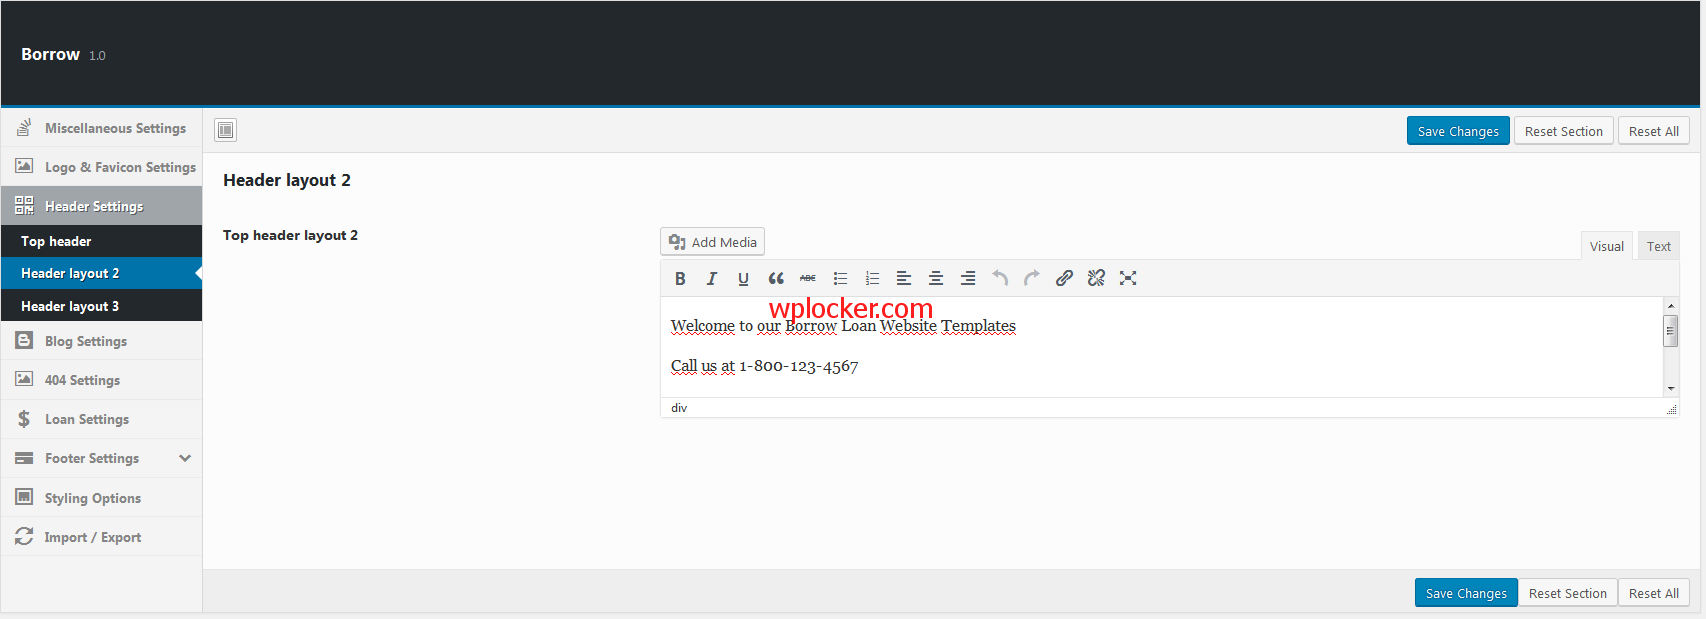 Borrow 1.0
Miscellaneous Settings
Logo & Favicon Settings
Header Settings
Top header
Header layout 2
Header layout 3
Blog Settings
404 Settings
Loan Settings
Footer Settings
Styling Options
Import / Export
Save Changes Reset Section Reset All
Header layout 2
Top header layout 2
Add Media
Visual Text
B I U ABC
wplocker.com
Welcome to our Borrow Loan Website Templates
Call us at 1-800-123-4567
div
Save Changes Reset Section Reset All